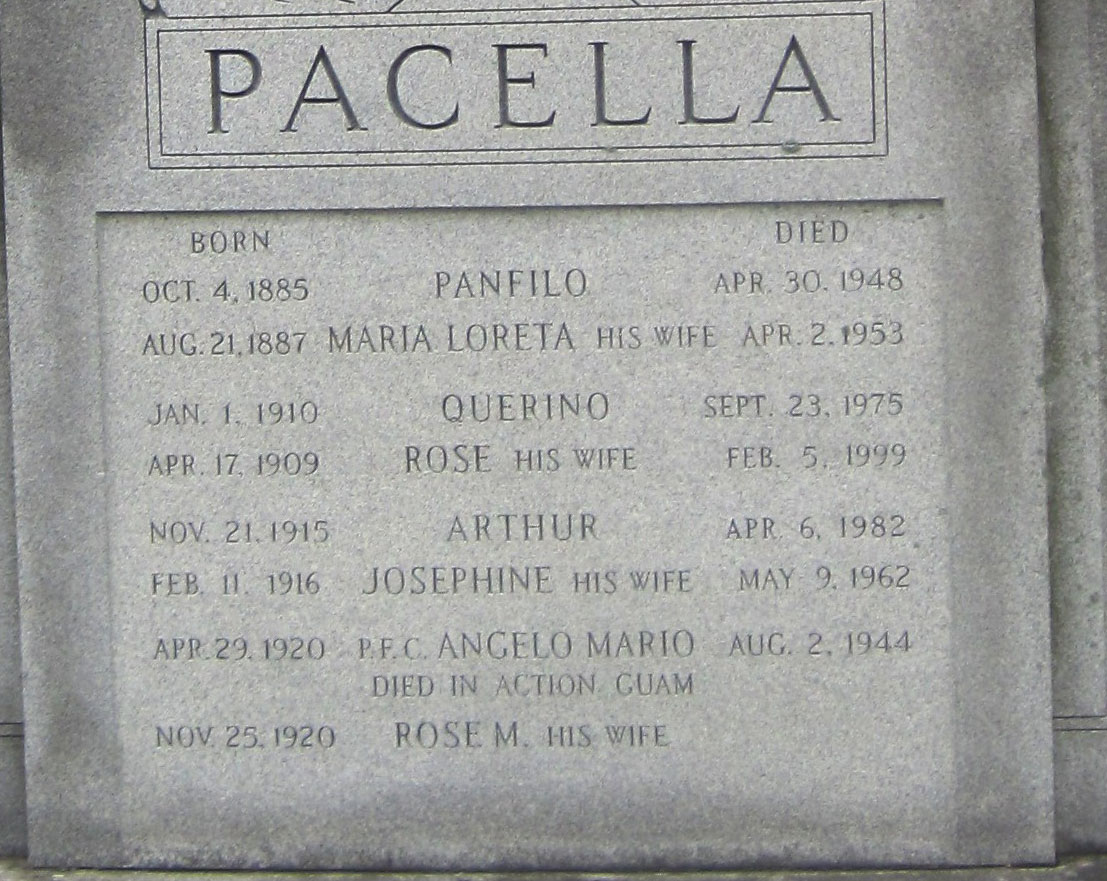 PACELLA
BORN DIED
OCT. 4, 1885 PANFILO APR. 30, 1948
AUG. 21, 1887 MARIA LORETA HIS WIFE APR. 2, 1953
JAN. 1, 1910 QUERINO SEPT. 23, 1975
APR. 17, 1909 ROSE HIS WIFE FEB. 5, 1999
NOV. 21, 1915 ARTHUR APR. 6, 1982
FEB. 11, 1916 JOSEPHINE HIS WIFE MAY 9, 1962
APR. 29, 1920 P.F.C. ANGELO MARIO AUG. 2, 1944
DIED IN ACTION GUAM
NOV. 25, 1920 ROSE M. HIS WIFE